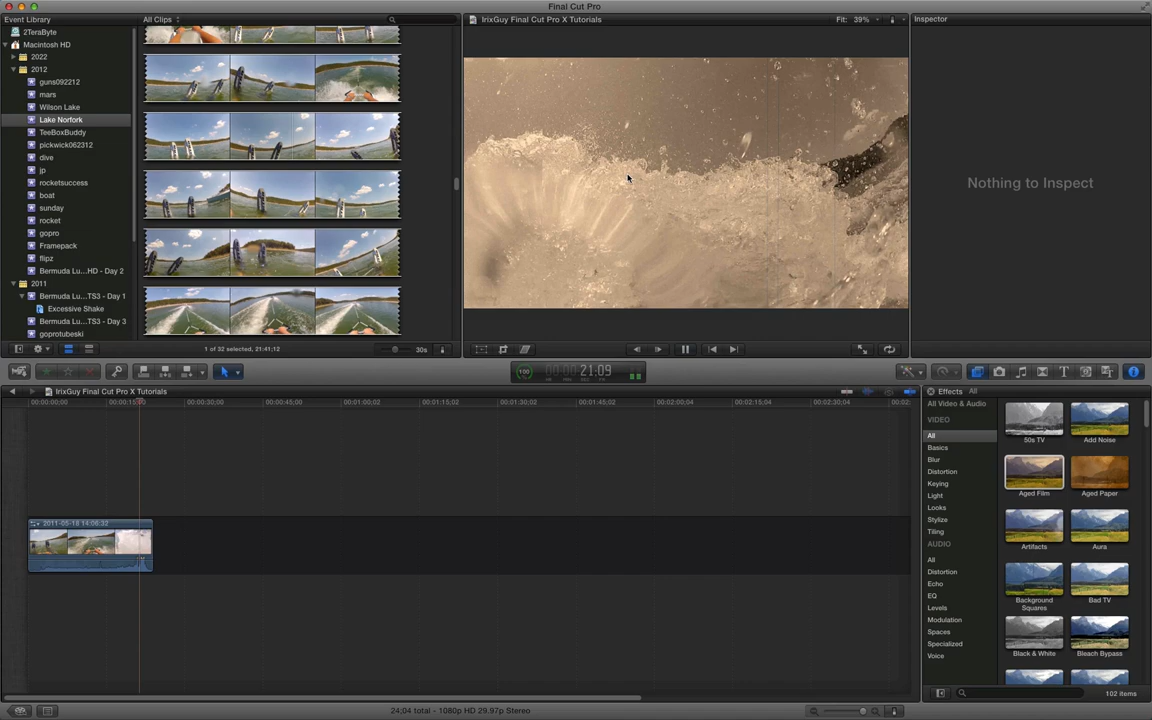 Final Cut Pro
Event Library
All Clips
IrixGuy Final Cut Pro X Tutorials
Fit: 39%
Inspector
2TeraByte
Macintosh HD
2022
2012
guns092212
mars
Wilson Lake
Lake Norfork
TeeBoxBuddy
pickwick062312
dive
jp
rocketsuccess
boat
sunday
rocket
gopro
Framepack
flipz
Bermuda Lu...HD - Day 2
2011
Bermuda Lu...TS3 - Day 1
Excessive Shake
Bermuda Lu...TS3 - Day 3
goprotubeski
Nothing to Inspect
1 of 32 selected, 21:41;12
30s
100
21:09
IrixGuy Final Cut Pro X Tutorials
00:00:00;00
00:00:15;00
00:00:30;00
00:00:45;00
00:01:00;02
00:01:15;02
00:01:30;02
00:01:45;02
00:02:00;04
00:02:15;04
00:02:30;04
2011-05-18 14:06:32
Effects
All
All Video & Audio
VIDEO
All
Basics
Blur
Distortion
Keying
Light
Looks
Stylize
Tiling
AUDIO
All
Distortion
Echo
EQ
Levels
Modulation
Spaces
Specialized
Voice
50s TV
Add Noise
Aged Film
Aged Paper
Artifacts
Aura
Background
Squares
Bad TV
Black & White
Bleach Bypass
102 items
24;04 total - 1080p HD 29.97p Stereo